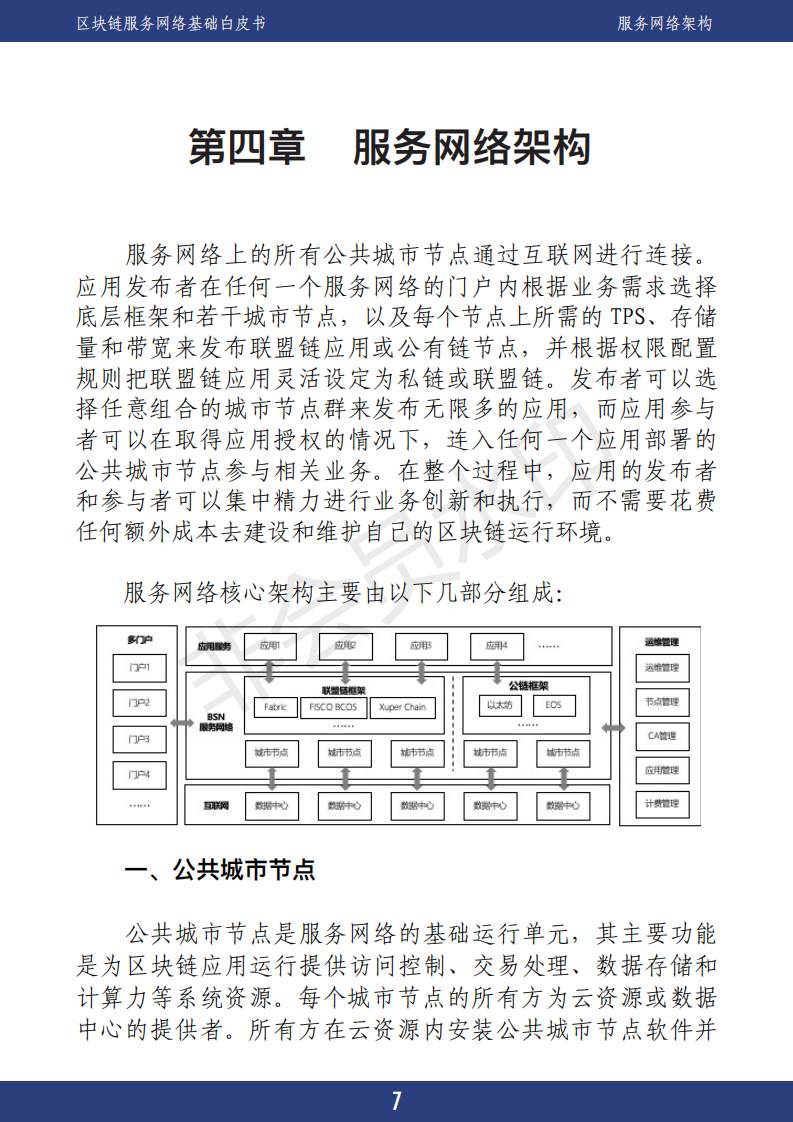 区块链服务网络基础白皮书 服务网络架构
第四章 服务网络架构
服务网络上的所有公共城市节点通过互联网进行连接。
应用发布者在任何一个服务网络的门户内根据业务需求选择
底层框架和若干城市节点，以及每个节点上所需的 TPS、存储
量和带宽来发布联盟链应用或公有链节点，并根据权限配置
规则把联盟链应用灵活设定为私链或联盟链。发布者可以选
择任意组合的城市节点群来发布无限多的应用，而应用参与
者可以在取得应用授权的情况下，连入任何一个应用部署的
公共城市节点参与相关业务。在整个过程中，应用的发布者
和参与者可以集中精力进行业务创新和执行，而不需要花费
任何额外成本去建设和维护自己的区块链运行环境。
服务网络核心架构主要由以下几部分组成：
多门户
门户1
门户2
门户3
门户4
……
应用服务 应用1 应用2 应用3 应用4 ……
BSN
服务网络
联盟链框架
Fabric FISCO BCOS Xuper Chain
……
公链框架
以太坊 EOS
……
城市节点 城市节点 城市节点 城市节点 城市节点
互联网 数据中心 数据中心 数据中心 数据中心 数据中心
运维管理
运维管理
节点管理
CA管理
应用管理
计费管理
一、公共城市节点
公共城市节点是服务网络的基础运行单元，其主要功能
是为区块链应用运行提供访问控制、交易处理、数据存储和
计算力等系统资源。每个城市节点的所有方为云资源或数据
中心的提供者。所有方在云资源内安装公共城市节点软件并
7
非会员水印